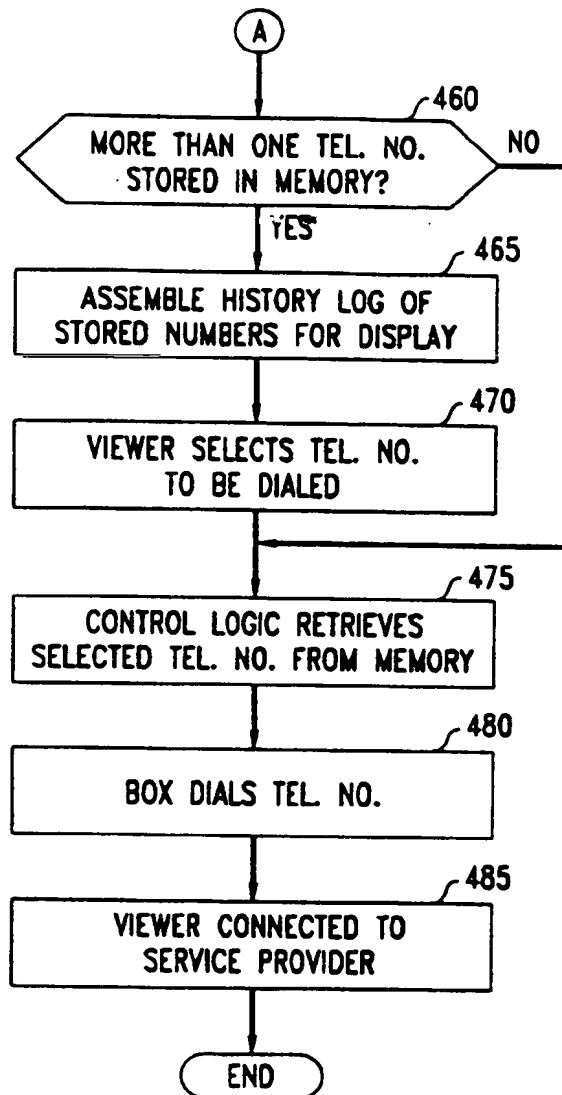 A
460
MORE THAN ONE TEL. NO.
STORED IN MEMORY?
NO
YES
465
ASSEMBLE HISTORY LOG OF
STORED NUMBERS FOR DISPLAY
470
VIEWER SELECTS TEL. NO.
TO BE DIALED
475
CONTROL LOGIC RETRIEVES
SELECTED TEL. NO. FROM MEMORY
480
BOX DIALS TEL. NO.
485
VIEWER CONNECTED TO
SERVICE PROVIDER
END